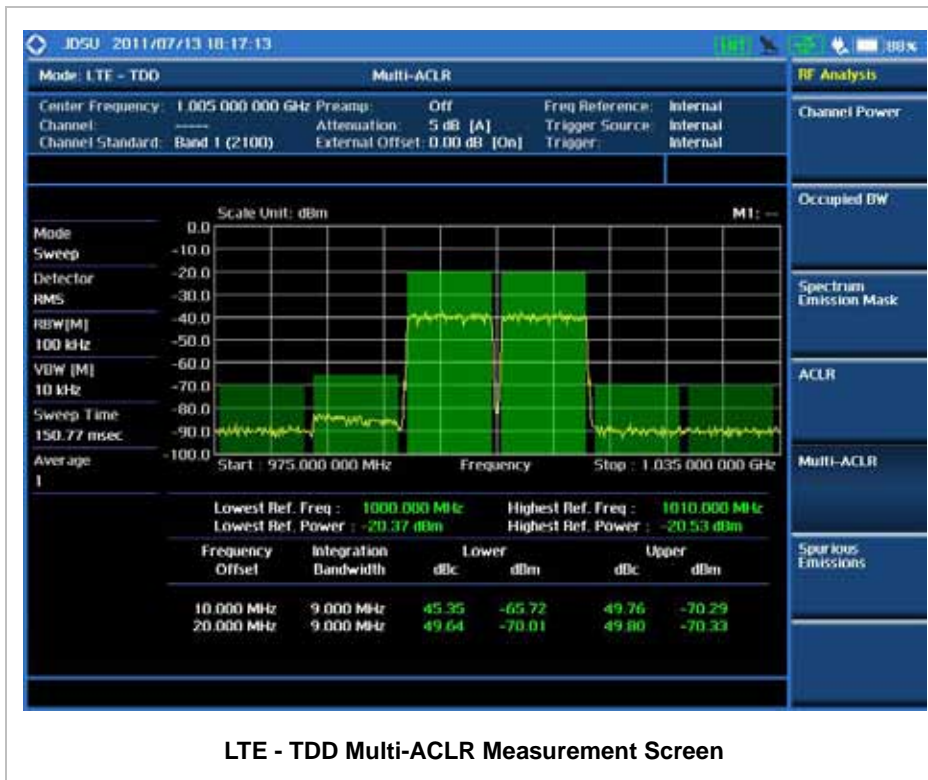 JDSU 2011/07/13 18:17:13
88%
Mode: LTE - TDD Multi-ACLR RF Analysis
Center Frequency: 1.005 000 000 GHz Preamp: Off Freq Reference: Internal
Channel: ----- Attenuation: 5 dB [A] Trigger Source: Internal
Channel Standard: Band 1 (2100) External Offset: 0.00 dB [On] Trigger: Internal
Channel Power
Occupied BW
Spectrum
Emission Mask
ACLR
Multi-ACLR
Spurious
Emissions
Mode
Sweep
Detector
RMS
RBW[M]
100 kHz
VBW [M]
10 kHz
Sweep Time
150.77 msec
Average
1
Scale Unit: dBm M1: --
0.0
-10.0
-20.0
-30.0
-40.0
-50.0
-60.0
-70.0
-80.0
-90.0
-100.0
Start : 975.000 000 MHz Frequency Stop : 1.035 000 000 GHz
Lowest Ref. Freq : 1000.000 MHz Highest Ref. Freq : 1010.000 MHz
Lowest Ref. Power : -20.37 dBm Highest Ref. Power : -20.53 dBm
Frequency Integration Lower Upper
Offset Bandwidth dBc dBm dBc dBm
10.000 MHz 9.000 MHz 45.35 -65.72 49.76 -70.29
20.000 MHz 9.000 MHz 49.64 -70.01 49.80 -70.33
LTE - TDD Multi-ACLR Measurement Screen